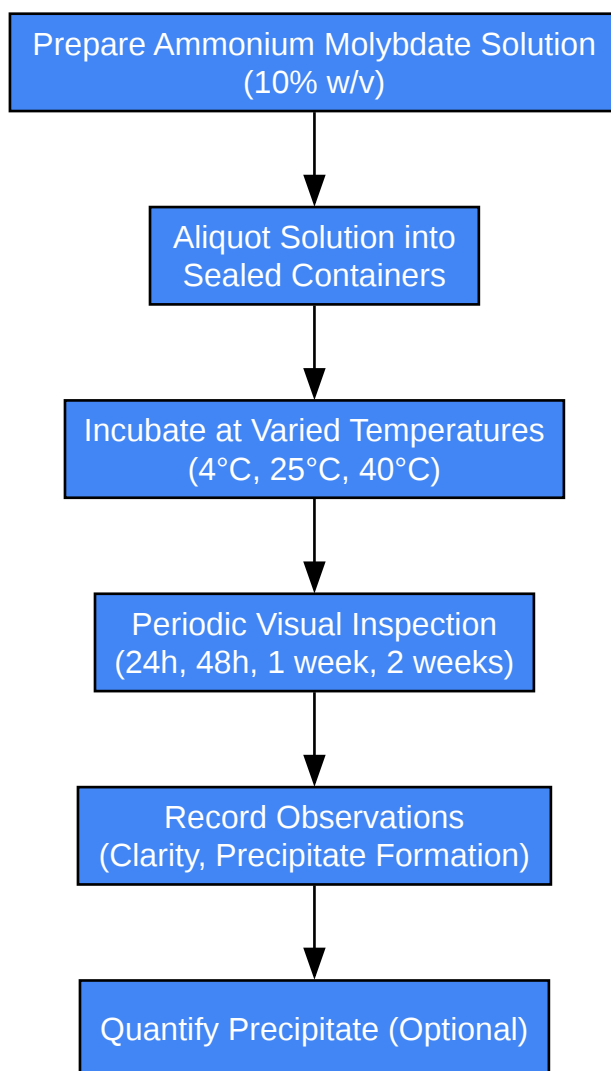 Prepare Ammonium Molybdate Solution
(10% w/v)
Aliquot Solution into
Sealed Containers
Incubate at Varied Temperatures
(4°C, 25°C, 40°C)
Periodic Visual Inspection
(24h, 48h, 1 week, 2 weeks)
Record Observations
(Clarity, Precipitate Formation)
Quantify Precipitate (Optional)